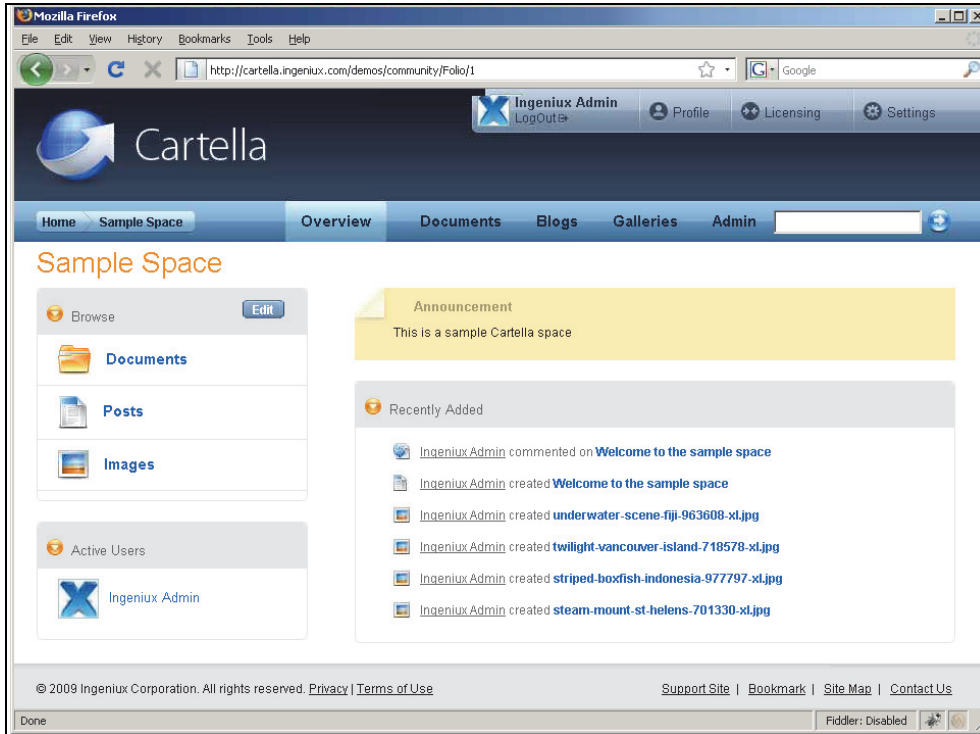 Mozilla Firefox
File Edit View History Bookmarks Tools Help
http://cartella.ingeniux.com/demos/community/Folio/1
G Google
Ingeniux Admin
LogOut
Profile Licensing Settings
Cartella
Home Sample Space Overview Documents Blogs Galleries Admin
Sample Space
Browse Edit
Documents
Posts
Images
Active Users
Ingeniux Admin
Announcement
This is a sample Cartella space
Recently Added
Ingeniux Admin commented on Welcome to the sample space
Ingeniux Admin created Welcome to the sample space
Ingeniux Admin created underwater-scene-fiji-963608-xl.jpg
Ingeniux Admin created twilight-vancouver-island-718578-xl.jpg
Ingeniux Admin created striped-boxfish-indonesia-977797-xl.jpg
Ingeniux Admin created steam-mount-st-helens-701330-xl.jpg
© 2009 Ingeniux Corporation. All rights reserved. Privacy | Terms of Use Support Site | Bookmark | Site Map | Contact Us
Done Fiddler: Disabled